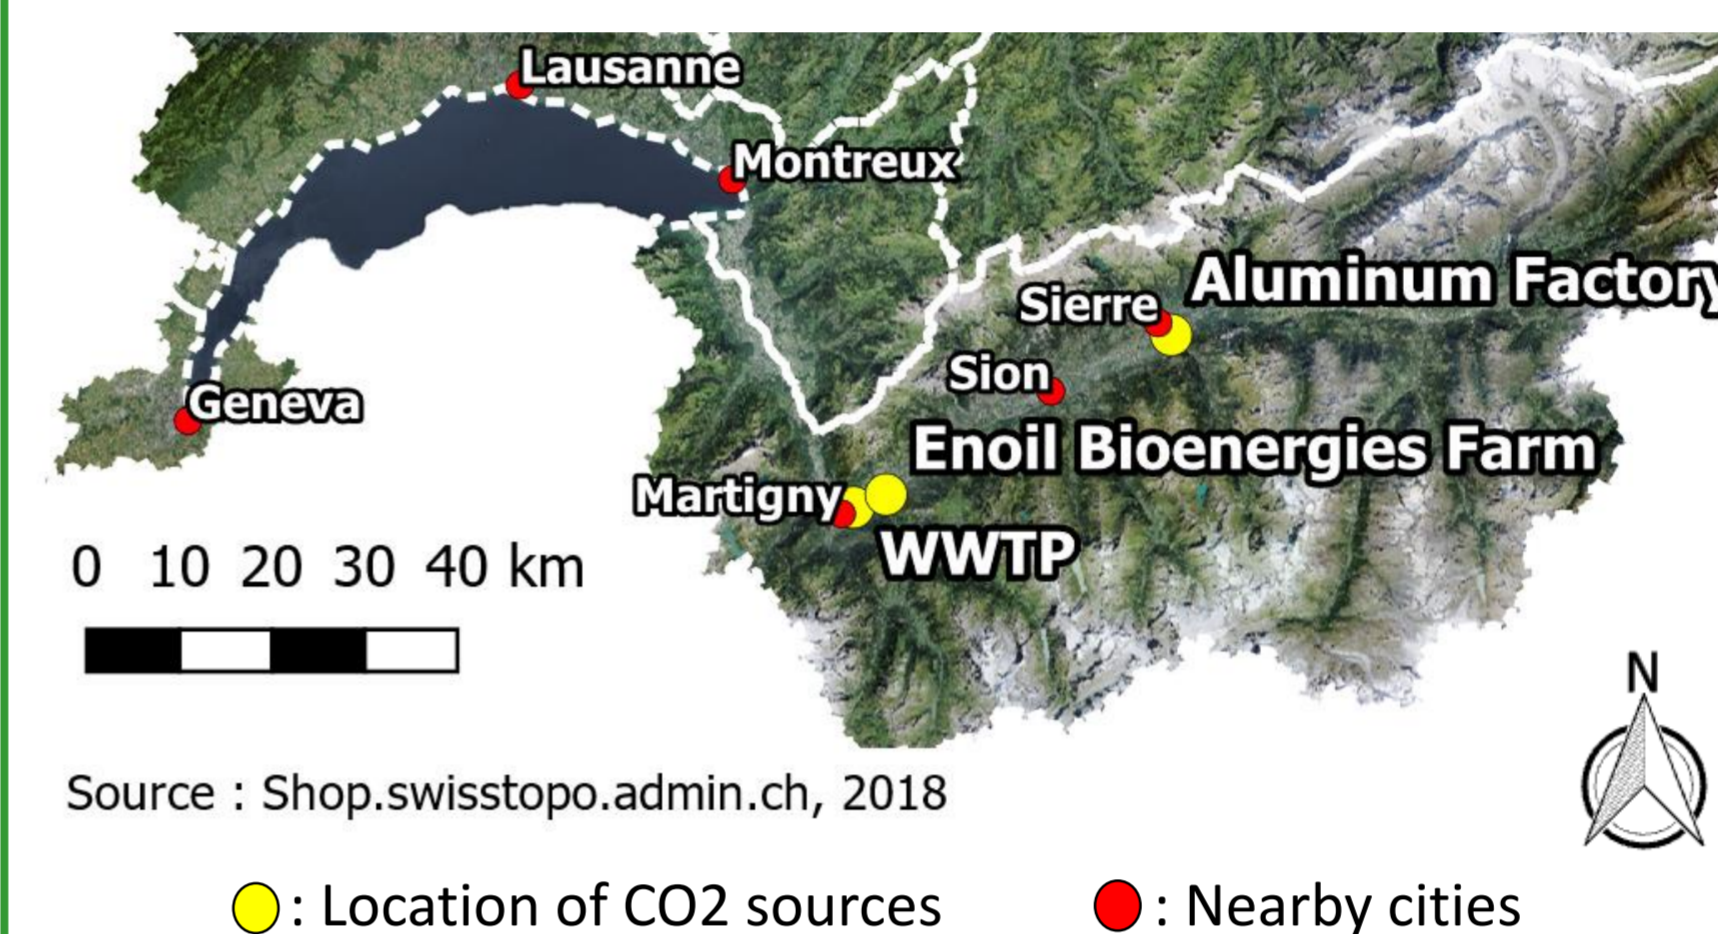 Lausanne
Montreux
Aluminum Factory
Sierre
Sion
Geneva
Enoil Bioenergies Farm
Martigny
WWTP
0 10 20 30 40 km
N
Source : Shop.swisstopo.admin.ch, 2018
: Location of CO2 sources
: Nearby cities